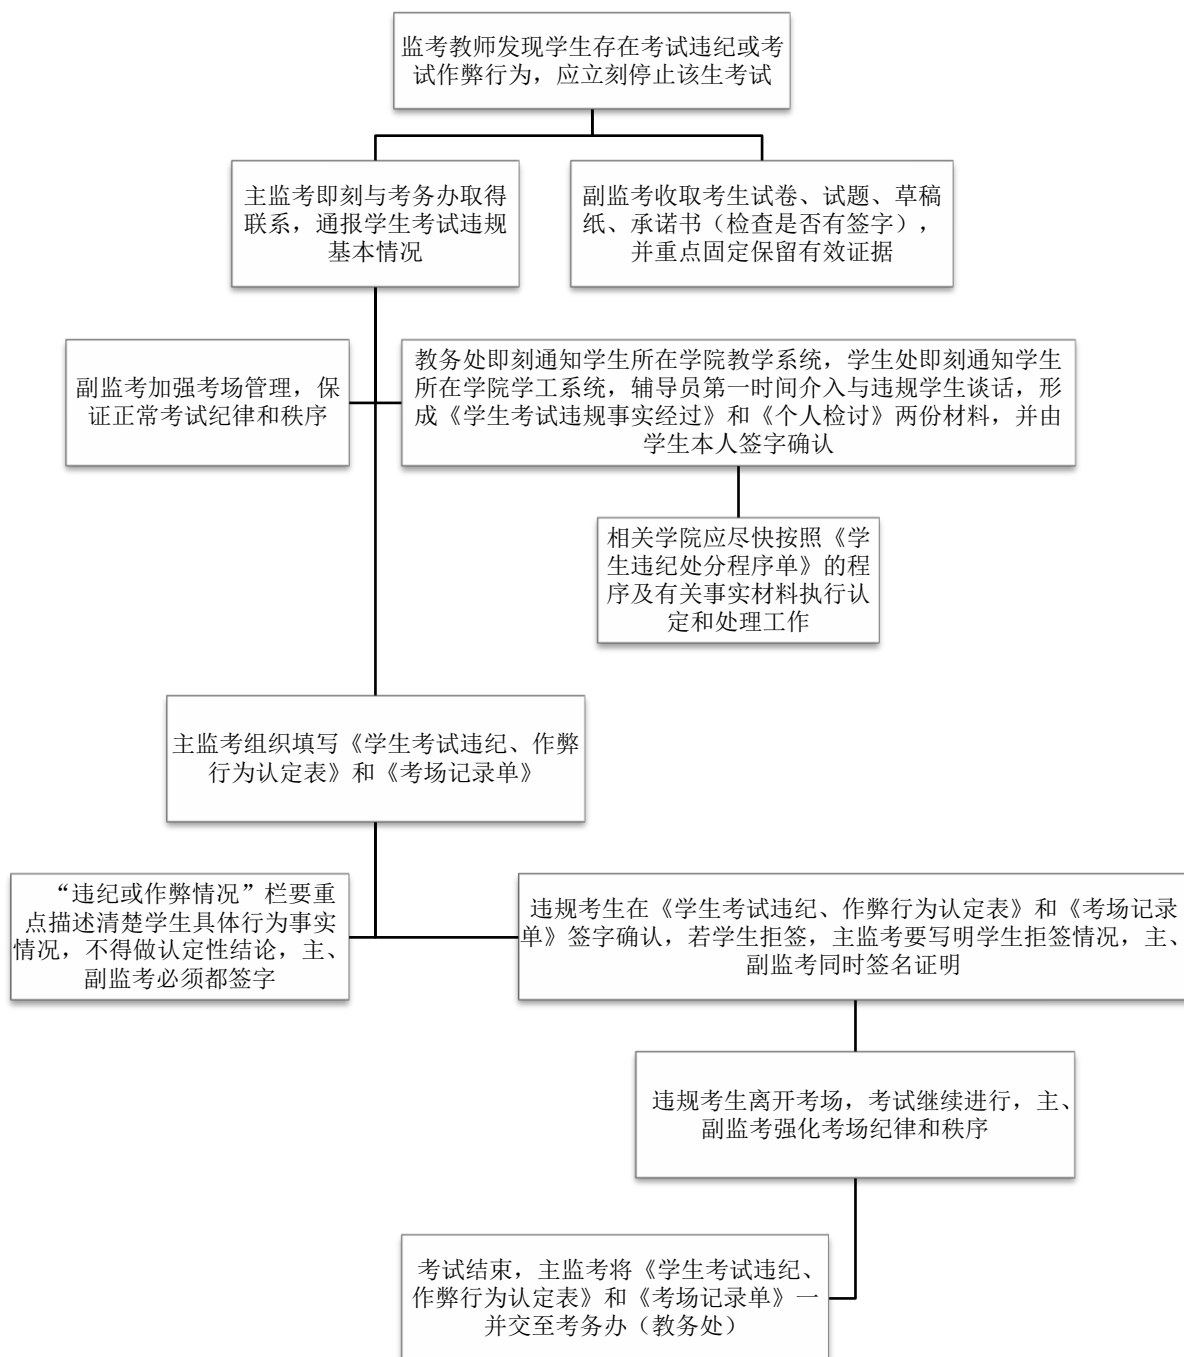 监考教师发现学生存在考试违纪或考
试作弊行为，应立刻停止该生考试
主监考即刻与考务办取得
联系，通报学生考试违规
基本情况
副监考收取考生试卷、试题、草稿
纸、承诺书（检查是否有签字），
并重点固定保留有效证据
副监考加强考场管理，保
证正常考试纪律和秩序
教务处即刻通知学生所在学院教学系统，学生处即刻通知学生
所在学院学工系统，辅导员第一时间介入与违规学生谈话，形
成《学生考试违规事实经过》和《个人检讨》两份材料，并由
学生本人签字确认
相关学院应尽快按照《学
生违纪处分程序单》的程
序及有关事实材料执行认
定和处理工作
主监考组织填写《学生考试违纪、作弊
行为认定表》和《考场记录单》
“违纪或作弊情况”栏要重
点描述清楚学生具体行为事实
情况，不得做认定性结论，主、
副监考必须都签字
违规考生在《学生考试违纪、作弊行为认定表》和《考场记录
单》签字确认，若学生拒签，主监考要写明学生拒签情况，主、
副监考同时签名证明
违规考生离开考场，考试继续进行，主、
副监考强化考场纪律和秩序
考试结束，主监考将《学生考试违纪、
作弊行为认定表》和《考场记录单》一
并交至考务办（教务处）